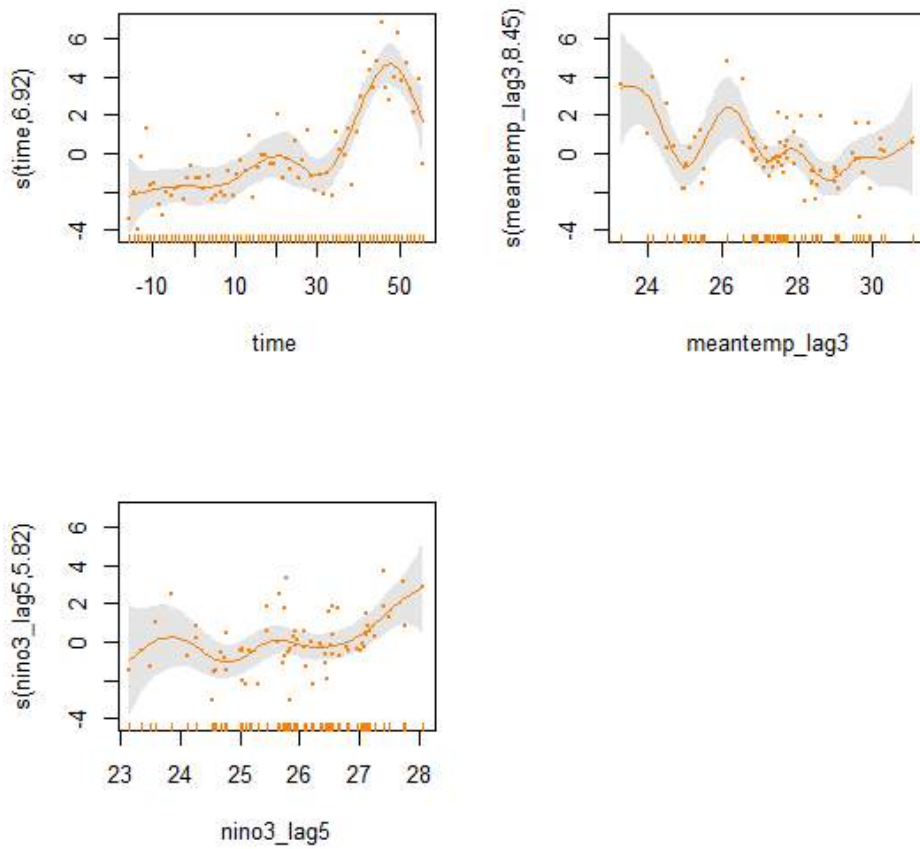 s(time,6.92)
6
4
2
0
-4
-10 10 30 50
time
s(meantemp_lag3,8.45)
6
4
2
0
-4
24 26 28 30
meantemp_lag3
s(nino3_lag5,5.82)
6
4
2
0
-4
23 24 25 26 27 28
nino3_lag5